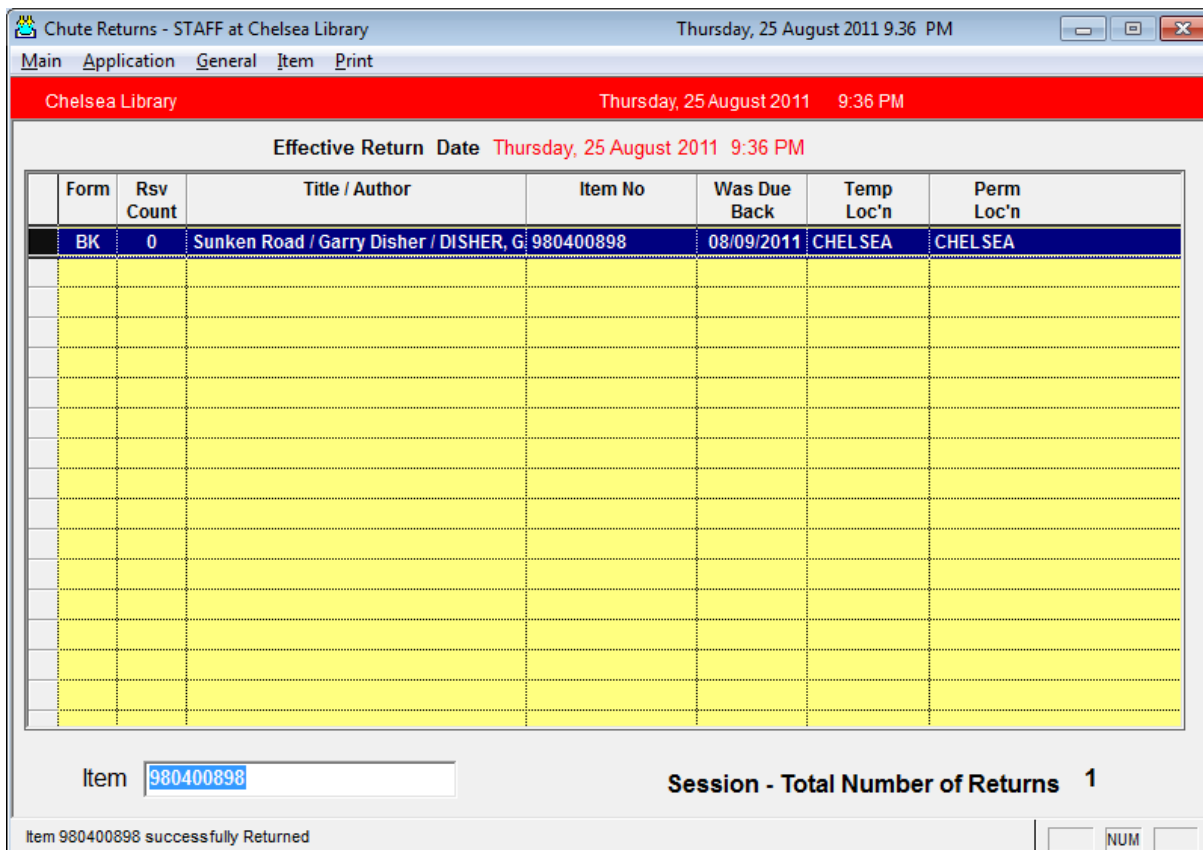 Chute Returns - STAFF at Chelsea Library Thursday, 25 August 2011 9.36 PM
Main Application General Item Print
Chelsea Library Thursday, 25 August 2011 9:36 PM
Effective Return Date Thursday, 25 August 2011 9:36 PM
Form Rsv Count Title / Author Item No Was Due Back Temp Loc'n Perm Loc'n
BK 0 Sunken Road / Garry Disher / DISHER, G 980400898 08/09/2011 CHELSEA CHELSEA
Item 980400898 Session - Total Number of Returns 1
Item 980400898 successfully Returned NUM